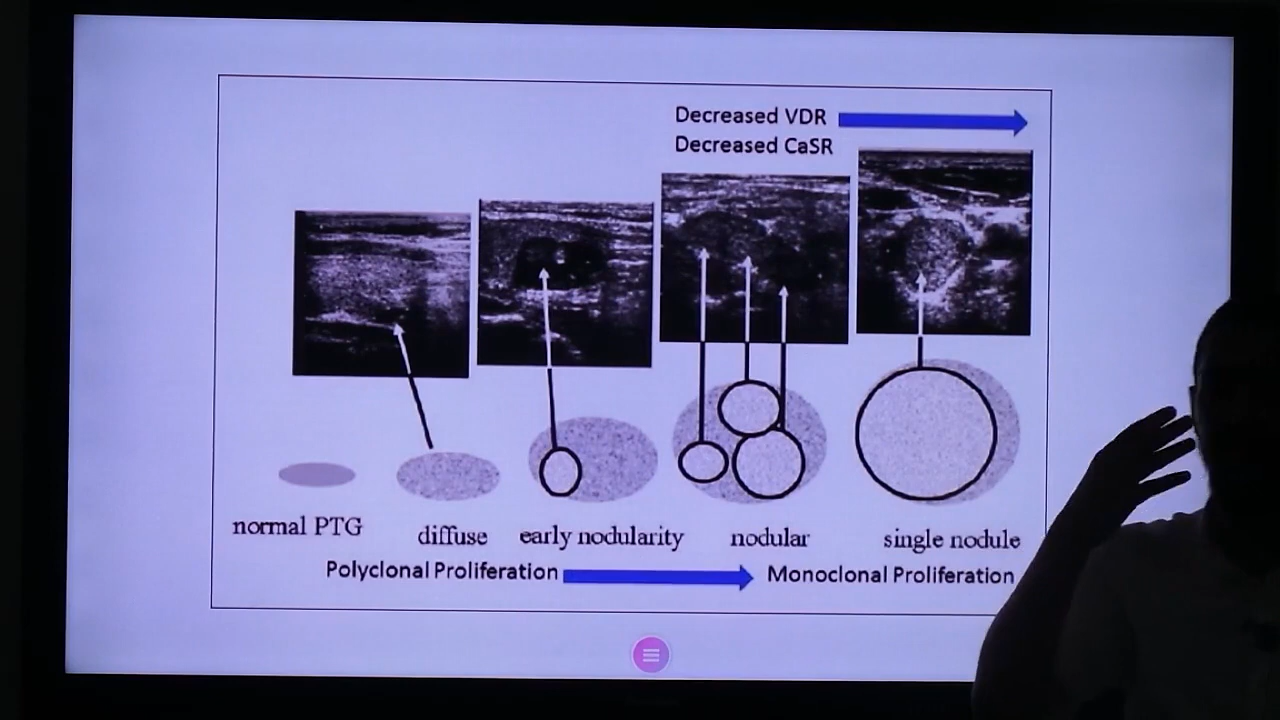 Decreased VDR
Decreased CaSR
normal PTG
diffuse
early nodularity
nodular
single nodule
Polyclonal Proliferation
Monoclonal Proliferation